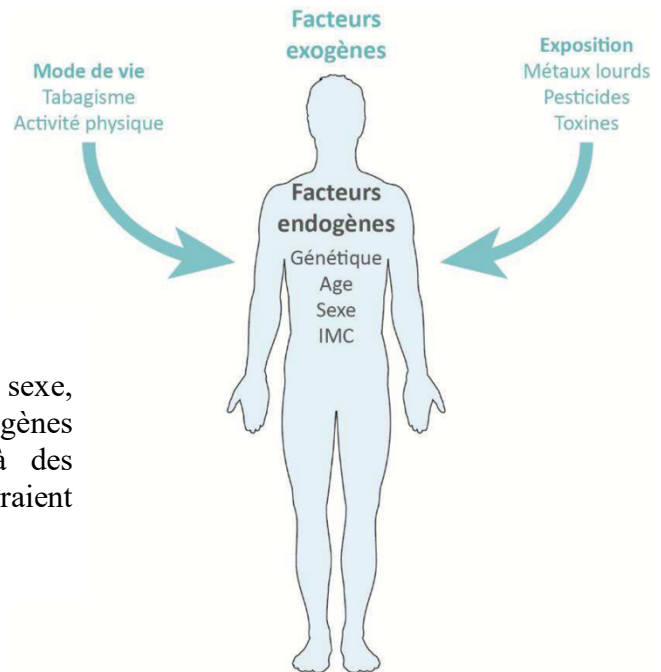 Facteurs
exogènes
Mode de vie
Tabagisme
Activité physique
Exposition
Métaux lourds
Pesticides
Toxines
Facteurs
endogènes
Génétique
Age
Sexe
IMC
sexe,
gènes
à des
raient